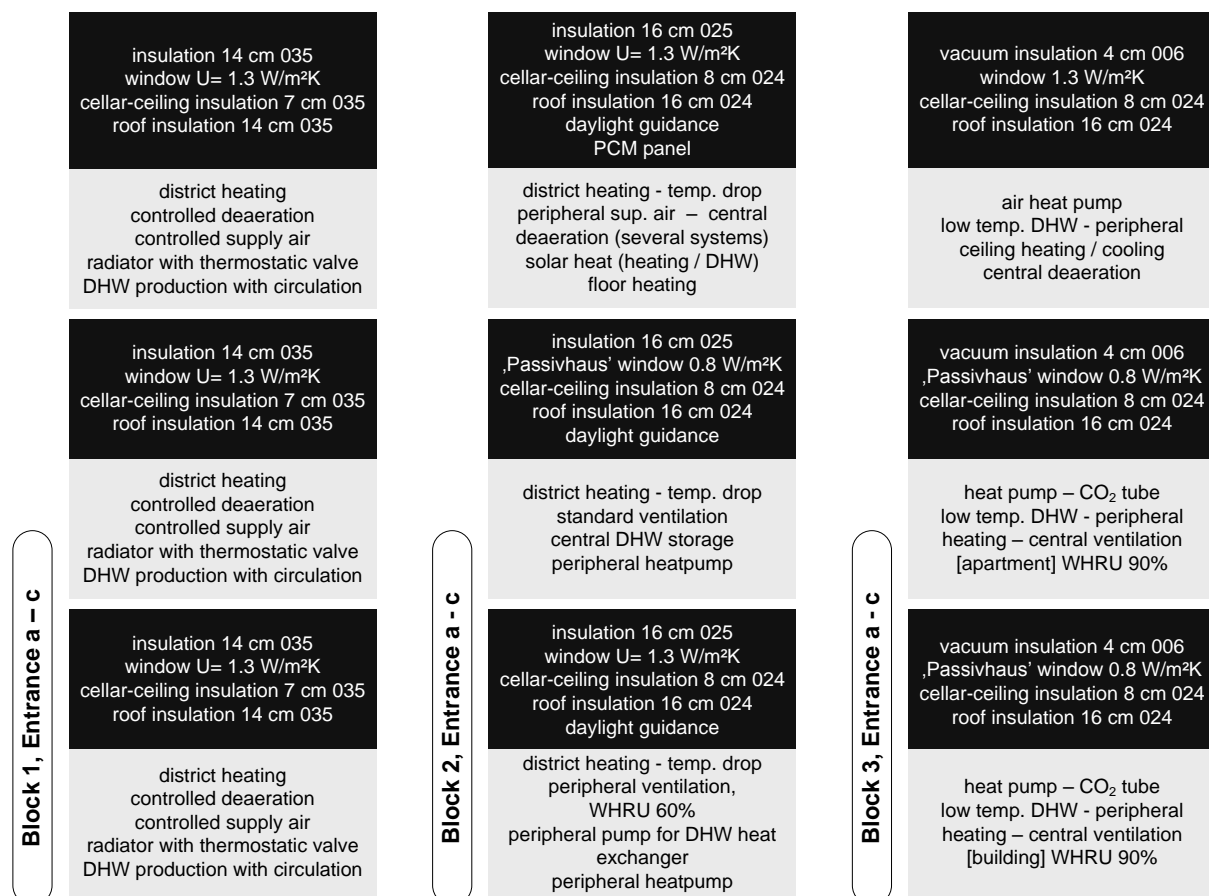 Block 1, Entrance a – c
insulation 14 cm 035
window U= 1.3 W/m²K
cellar-ceiling insulation 7 cm 035
roof insulation 14 cm 035
district heating
controlled deaeration
controlled supply air
radiator with thermostatic valve
DHW production with circulation
insulation 14 cm 035
window U= 1.3 W/m²K
cellar-ceiling insulation 7 cm 035
roof insulation 14 cm 035
district heating
controlled deaeration
controlled supply air
radiator with thermostatic valve
DHW production with circulation
insulation 14 cm 035
window U= 1.3 W/m²K
cellar-ceiling insulation 7 cm 035
roof insulation 14 cm 035
district heating
controlled deaeration
controlled supply air
radiator with thermostatic valve
DHW production with circulation
Block 2, Entrance a - c
insulation 16 cm 025
window U= 1.3 W/m²K
cellar-ceiling insulation 8 cm 024
roof insulation 16 cm 024
daylight guidance
PCM panel
district heating - temp. drop
peripheral sup. air – central
deaeration (several systems)
solar heat (heating / DHW)
floor heating
insulation 16 cm 025
‚Passivhaus’ window 0.8 W/m²K
cellar-ceiling insulation 8 cm 024
roof insulation 16 cm 024
daylight guidance
district heating - temp. drop
standard ventilation
central DHW storage
peripheral heatpump
insulation 16 cm 025
window U= 1.3 W/m²K
cellar-ceiling insulation 8 cm 024
roof insulation 16 cm 024
daylight guidance
district heating - temp. drop
peripheral ventilation,
WHRU 60%
peripheral pump for DHW heat
exchanger
peripheral heatpump
Block 3, Entrance a - c
vacuum insulation 4 cm 006
window 1.3 W/m²K
cellar-ceiling insulation 8 cm 024
roof insulation 16 cm 024
air heat pump
low temp. DHW - peripheral
ceiling heating / cooling
central deaeration
vacuum insulation 4 cm 006
‚Passivhaus’ window 0.8 W/m²K
cellar-ceiling insulation 8 cm 024
roof insulation 16 cm 024
heat pump – CO₂ tube
low temp. DHW - peripheral
heating – central ventilation
[apartment] WHRU 90%
vacuum insulation 4 cm 006
‚Passivhaus’ window 0.8 W/m²K
cellar-ceiling insulation 8 cm 024
roof insulation 16 cm 024
heat pump – CO₂ tube
low temp. DHW - peripheral
heating – central ventilation
[building] WHRU 90%